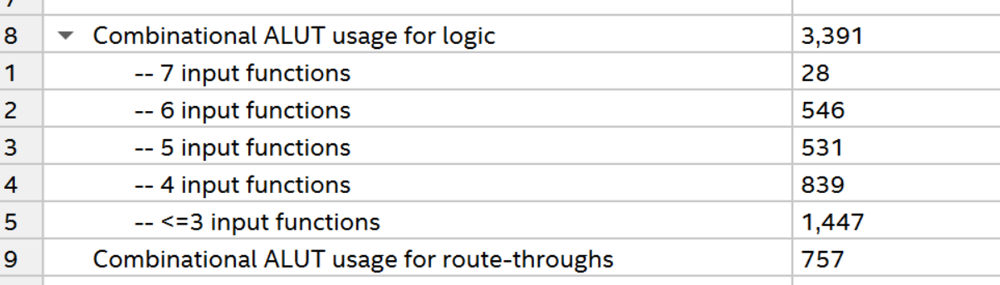 8 Combinational ALUT usage for logic 3,391
1 -- 7 input functions 28
2 -- 6 input functions 546
3 -- 5 input functions 531
4 -- 4 input functions 839
5 -- <=3 input functions 1,447
9 Combinational ALUT usage for route-throughs 757